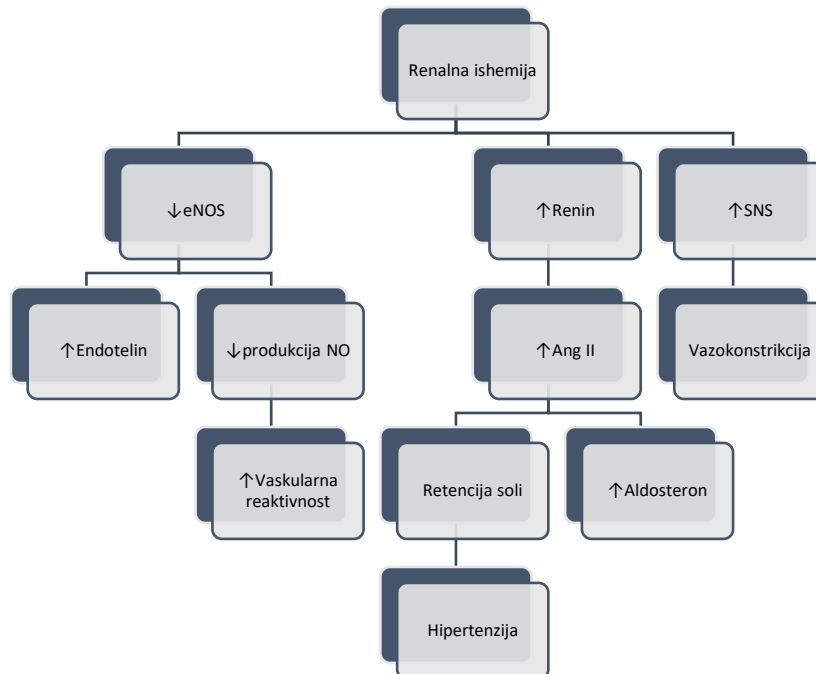 Renalna ishemija
↓eNOS
↑Renin
↑SNS
↑Endotelin
↓produkcija NO
↑Ang II
Vazokonstrikcija
↑Vaskularna
reaktivnost
Retencija soli
↑Aldosteron
Hipertenzija